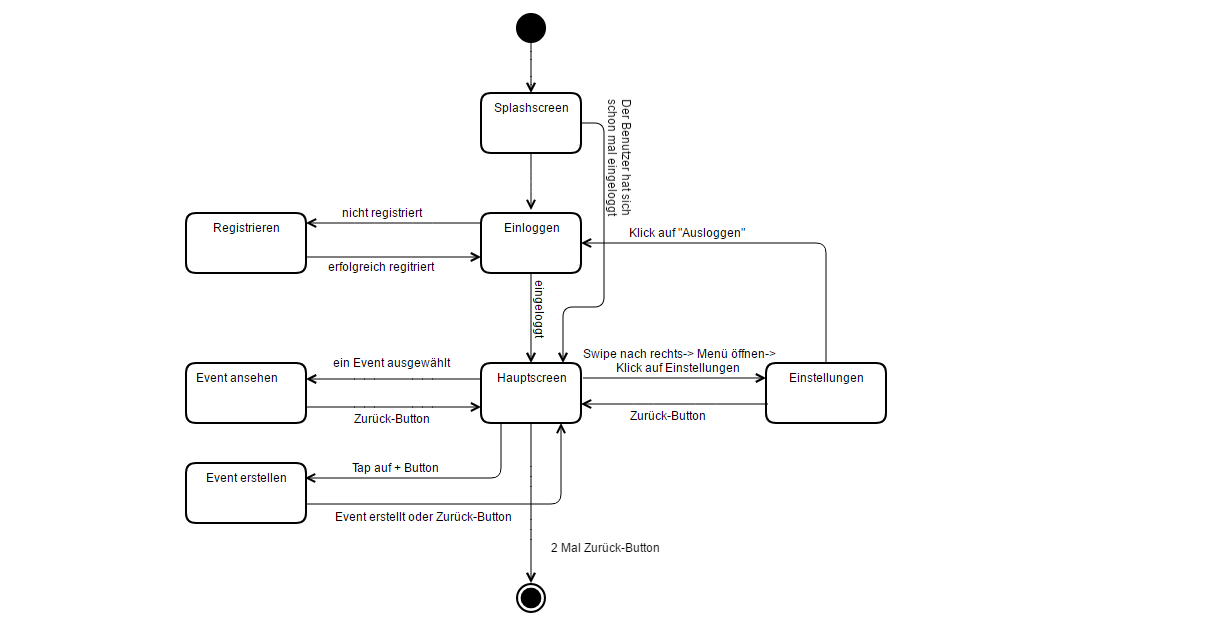 Splashscreen
Der Benutzer hat sich
schon mal eingeloggt
nicht registriert
Registrieren
Einloggen
Klick auf "Ausloggen"
erfolgreich regitriert
eingeloggt
Swipe nach rechts-> Menü öffnen->
Klick auf Einstellungen
ein Event ausgewählt
Event ansehen
Hauptscreen
Einstellungen
Zurück-Button
Zurück-Button
Tap auf + Button
Event erstellen
Event erstellt oder Zurück-Button
2 Mal Zurück-Button